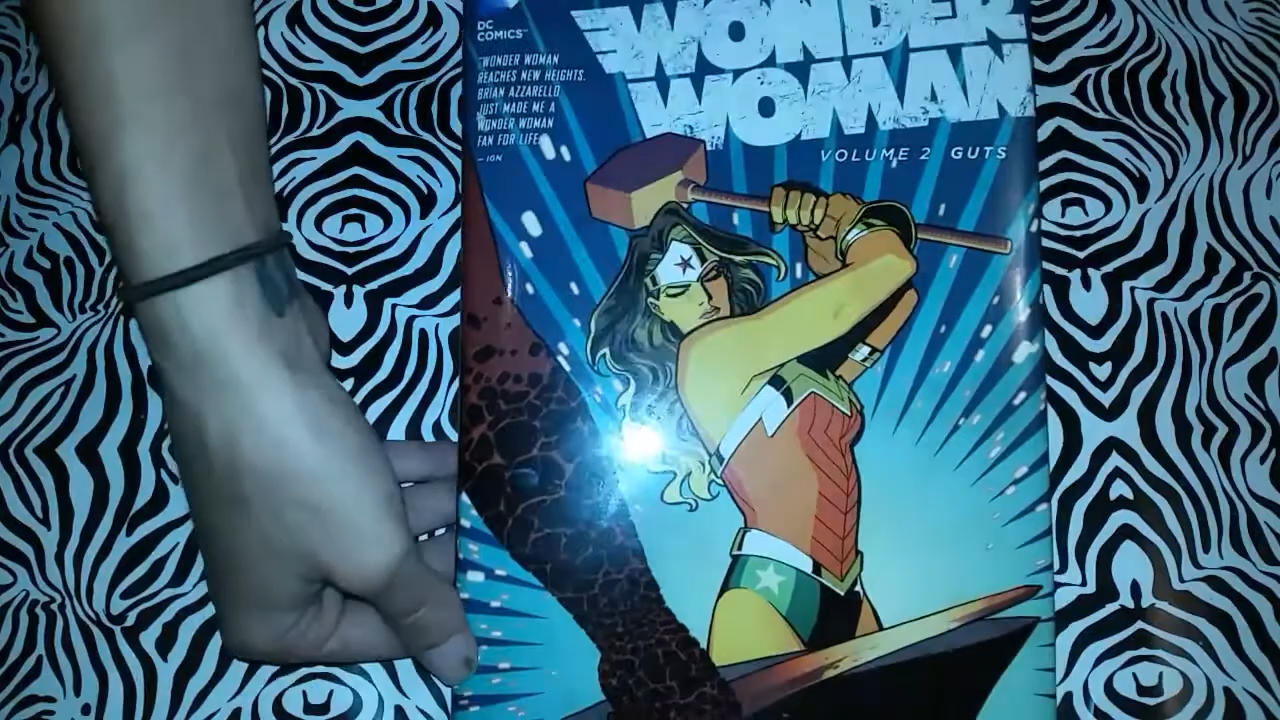 DC
COMICS™
"WONDER WOMAN
REACHES NEW HEIGHTS.
BRIAN AZZARELLO
JUST MADE ME A
WONDER WOMAN
FAN FOR LIFE."
— IGN
WONDER
WOMAN
VOLUME 2 GUTS